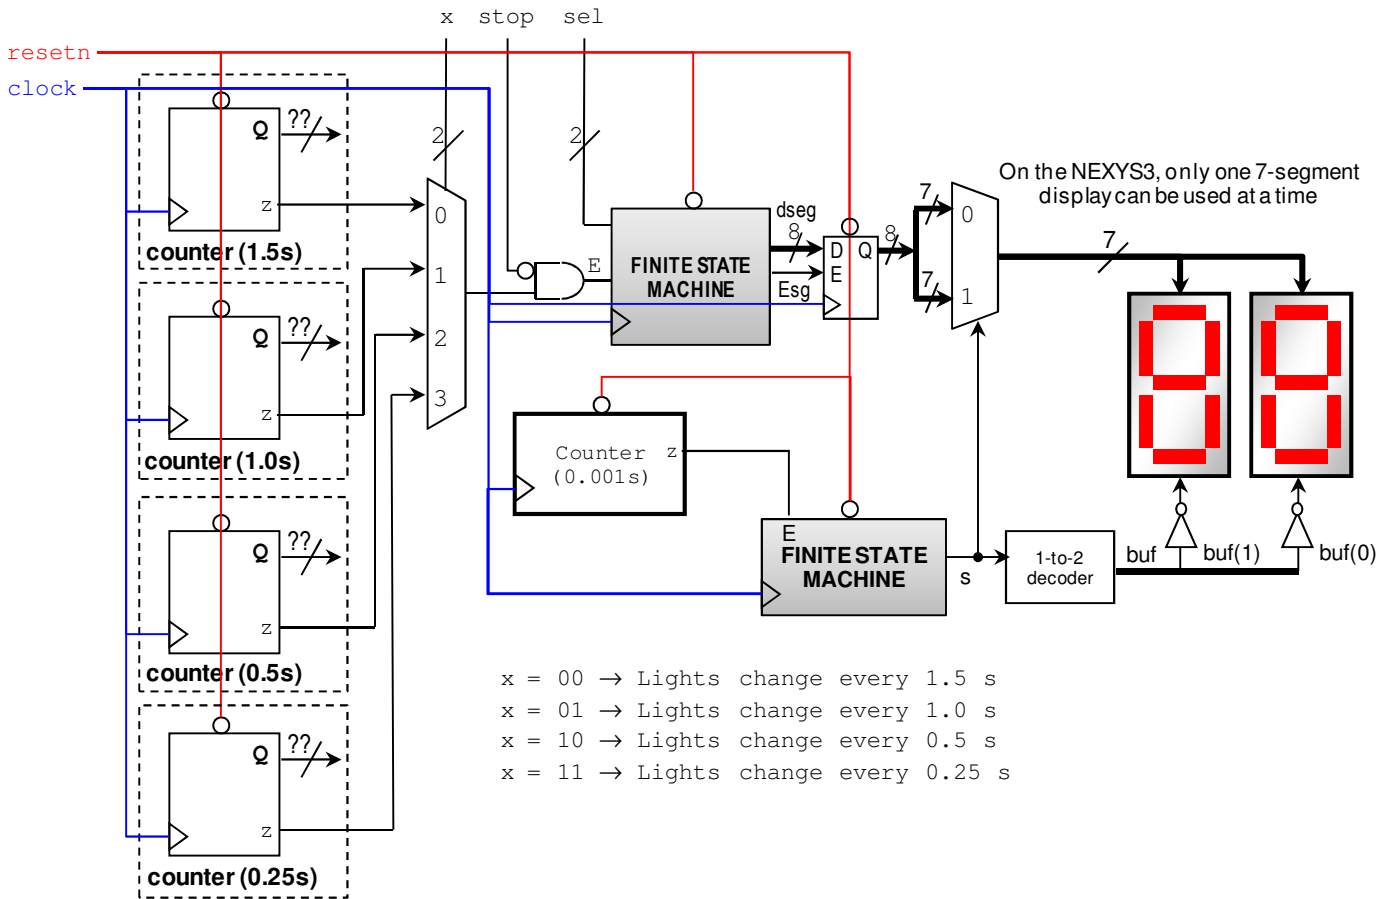 x stop sel
resetn
clock
Q
??
z
counter (1.5s)
Q
??
z
counter (1.0s)
Q
??
z
counter (0.5s)
Q
??
z
counter (0.25s)
2
0
1
2
3
2
E
FINITE STATE
MACHINE
dseg
8
Esg
D Q
E
8
7
7
0
1
On the NEXYS3, only one 7-segment
display can be used at a time
7
Counter
(0.001s)
z
E
FINITE STATE
MACHINE
s
1-to-2
decoder
buf
buf(1)
buf(0)
x = 00 → Lights change every 1.5 s
x = 01 → Lights change every 1.0 s
x = 10 → Lights change every 0.5 s
x = 11 → Lights change every 0.25 s